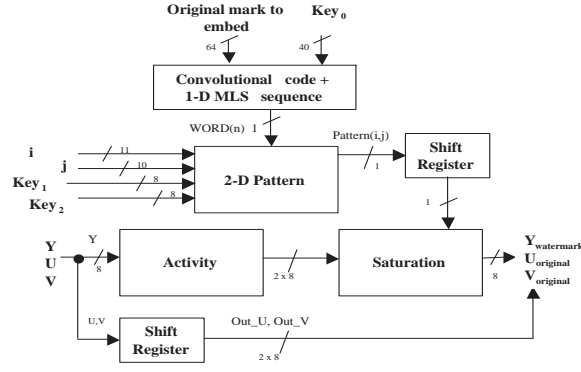 Original mark to embed
Key0
64
40
Convolutional code + 1-D MLS sequence
WORD(n) 1
Pattern(i,j)
i
11
j
10
Key1
8
Key2
8
2-D Pattern
1
Shift Register
1
Y
U
V
Y
8
Activity
2 x 8
Saturation
8
Ywatermark
Uoriginal
Voriginal
U,V
Shift Register
Out_U, Out_V
2 x 8